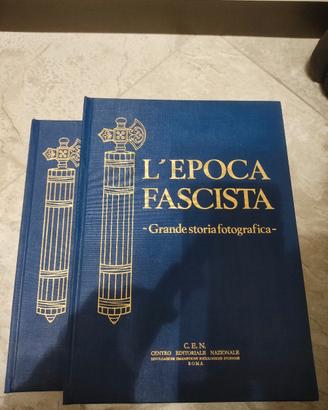 L'EPOCA
FASCISTA
-Grande storia fotografica-
C.E.N.
CENTRO EDITORIALE NAZIONALE
ROMA